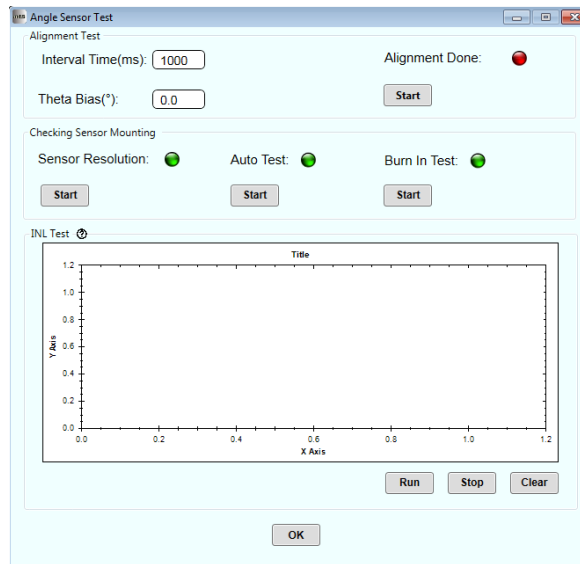 Angle Sensor Test
Alignment Test
Interval Time(ms): 1000
Alignment Done:
Theta Bias(°): 0.0
Start
Checking Sensor Mounting
Sensor Resolution:
Auto Test:
Burn In Test:
Start
Start
Start
INL Test
Title
1.2
1.0
0.8
0.6
0.4
0.2
0.0
Y Axis
0.0 0.2 0.4 0.6 0.8 1.0 1.2
X Axis
Run Stop Clear
OK